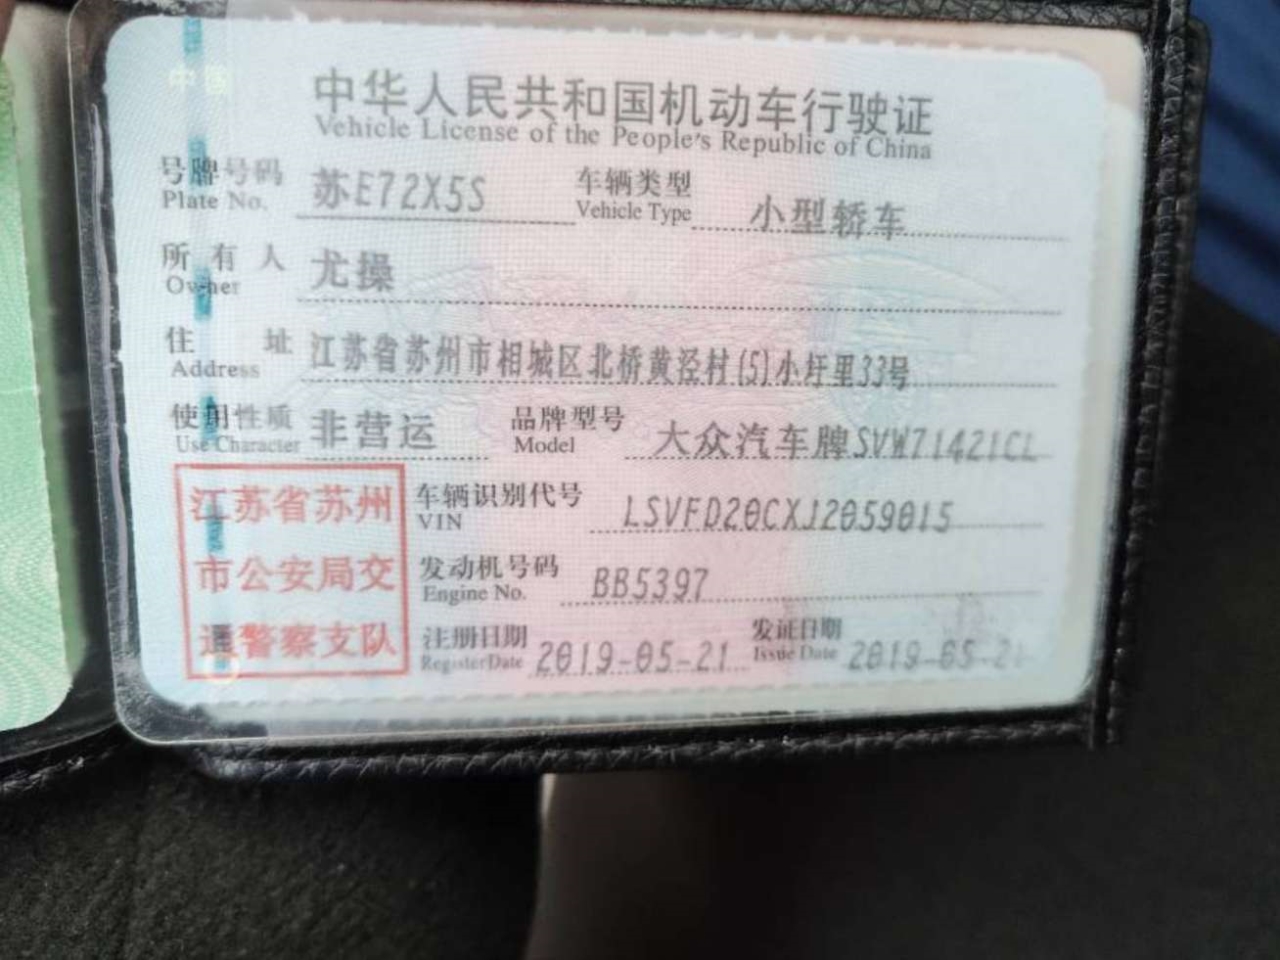 中国
中华人民共和国机动车行驶证
Vehicle License of the People's Republic of China
号牌号码 苏E72X5S 车辆类型 小型轿车
Plate No. Vehicle Type
所有人 尤操
Owner
住址 江苏省苏州市相城区北桥黄泾村(5)小圩里33号
Address
使用性质 非营运 品牌型号 大众汽车牌SVW71421CL
Use Character Model
江苏省苏州
市公安局交
通警察支队
车辆识别代号 LSVFD20CXJ2059015
VIN
发动机号码 BB5397
Engine No.
注册日期 2019-05-21 发证日期 2019-05-21
Register Date Issue Date